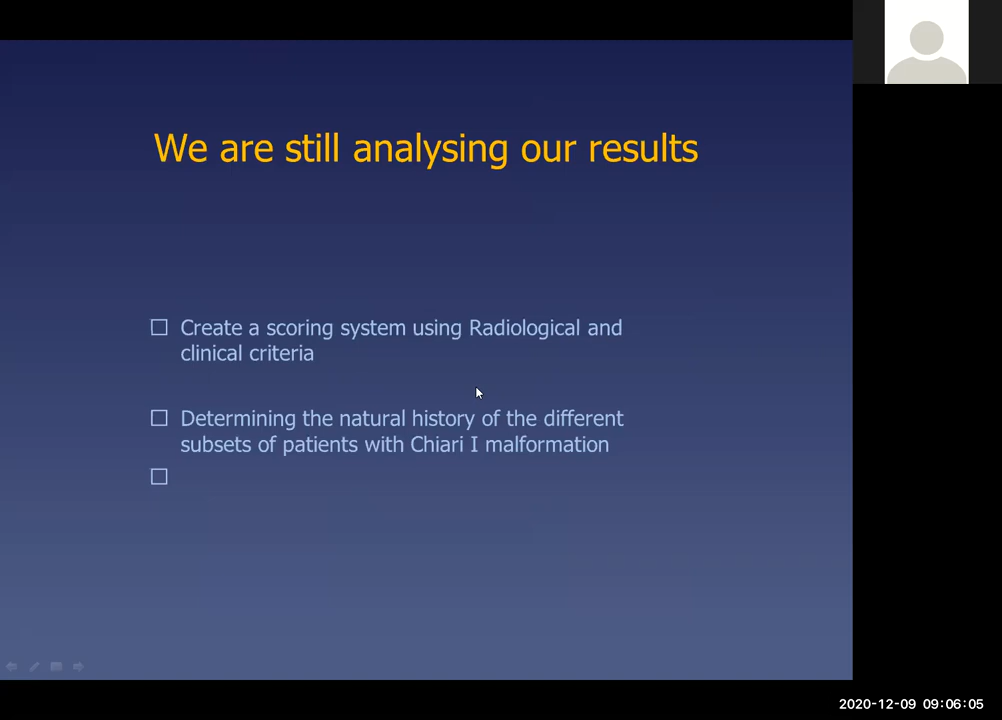 We are still analysing our results
Create a scoring system using Radiological and
clinical criteria
Determining the natural history of the different
subsets of patients with Chiari I malformation
2020-12-09 09:06:05